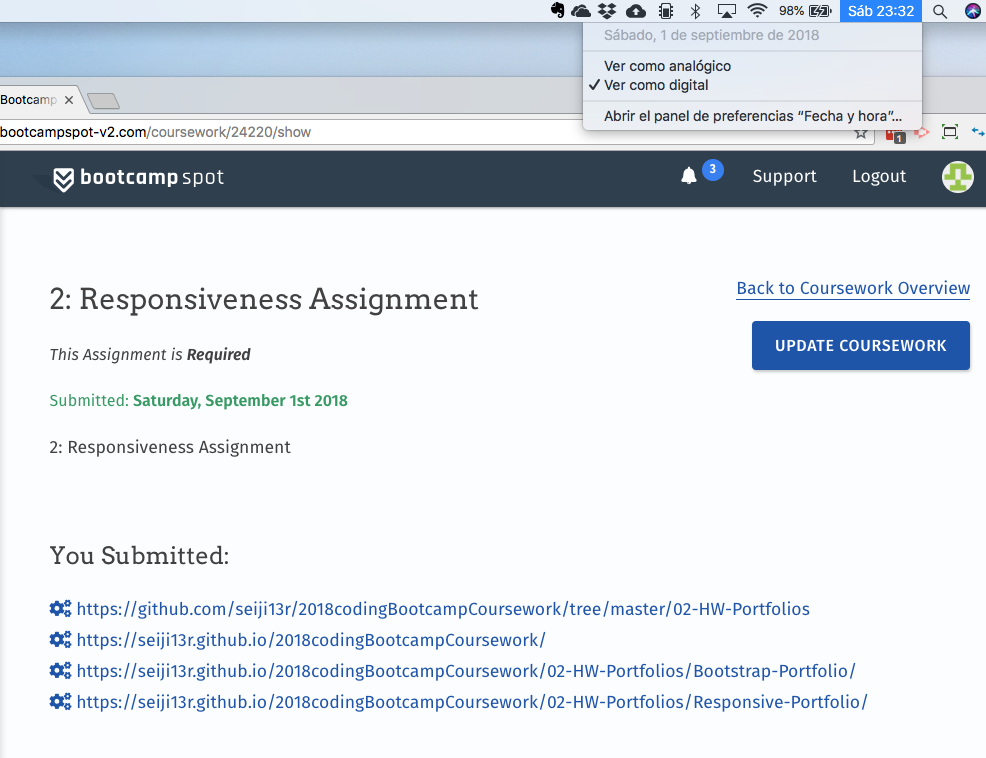 98%
Sáb 23:32
Sábado, 1 de septiembre de 2018
Ver como analógico
✓ Ver como digital
Abrir el panel de preferencias “Fecha y hora”...
Bootcamp
bootcampspot-v2.com/coursework/24220/show
1
bootcamp spot
3
Support
Logout
2: Responsiveness Assignment
Back to Coursework Overview
This Assignment is Required
UPDATE COURSEWORK
Submitted: Saturday, September 1st 2018
2: Responsiveness Assignment
You Submitted:
https://github.com/seiji13r/2018codingBootcampCoursework/tree/master/02-HW-Portfolios
https://seiji13r.github.io/2018codingBootcampCoursework/
https://seiji13r.github.io/2018codingBootcampCoursework/02-HW-Portfolios/Bootstrap-Portfolio/
https://seiji13r.github.io/2018codingBootcampCoursework/02-HW-Portfolios/Responsive-Portfolio/